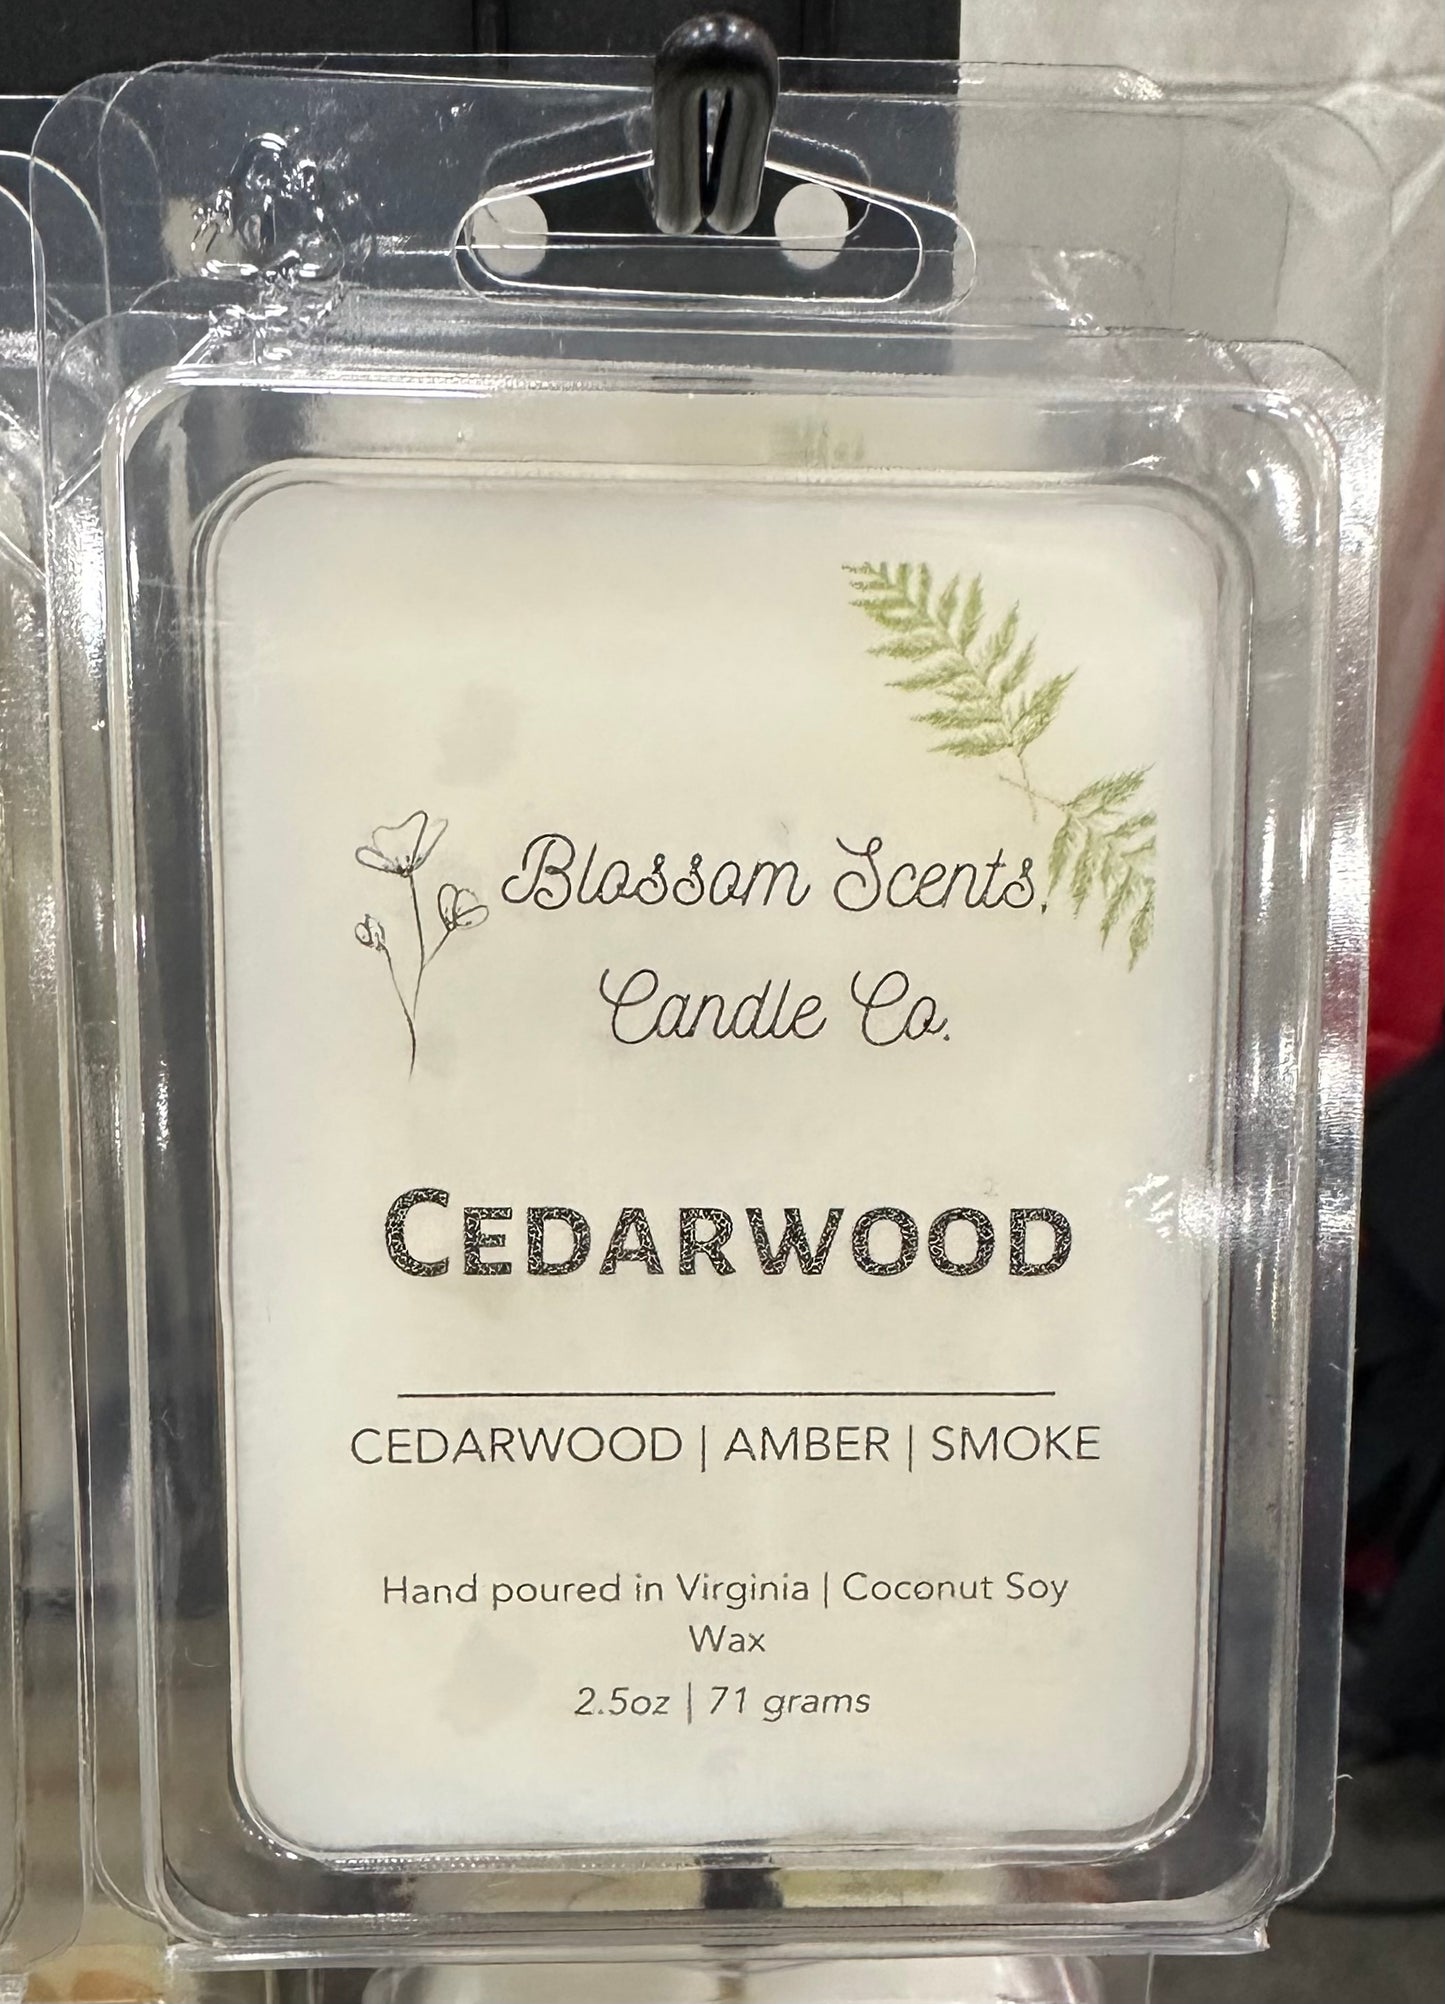 Blossom Scents,
Candle Co.
CEDARWOOD
CEDARWOOD | AMBER | SMOKE
Hand poured in Virginia | Coconut Soy
Wax
2.5oz | 71 grams